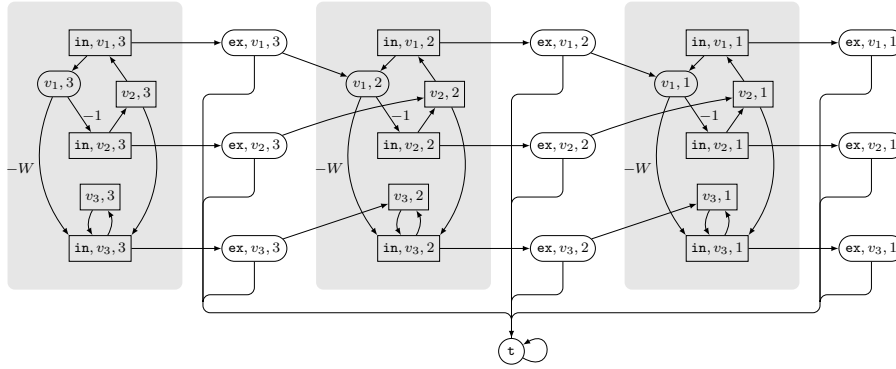 in, v₁, 3
ex, v₁, 3
in, v₁, 2
ex, v₁, 2
in, v₁, 1
ex, v₁, 1
v₁, 3
v₂, 3
v₁, 2
v₂, 2
v₁, 1
v₂, 1
−1
−1
−1
in, v₂, 3
ex, v₂, 3
in, v₂, 2
ex, v₂, 2
in, v₂, 1
ex, v₂, 1
−W
−W
−W
v₃, 3
v₃, 2
v₃, 1
in, v₃, 3
ex, v₃, 3
in, v₃, 2
ex, v₃, 2
in, v₃, 1
ex, v₃, 1
t